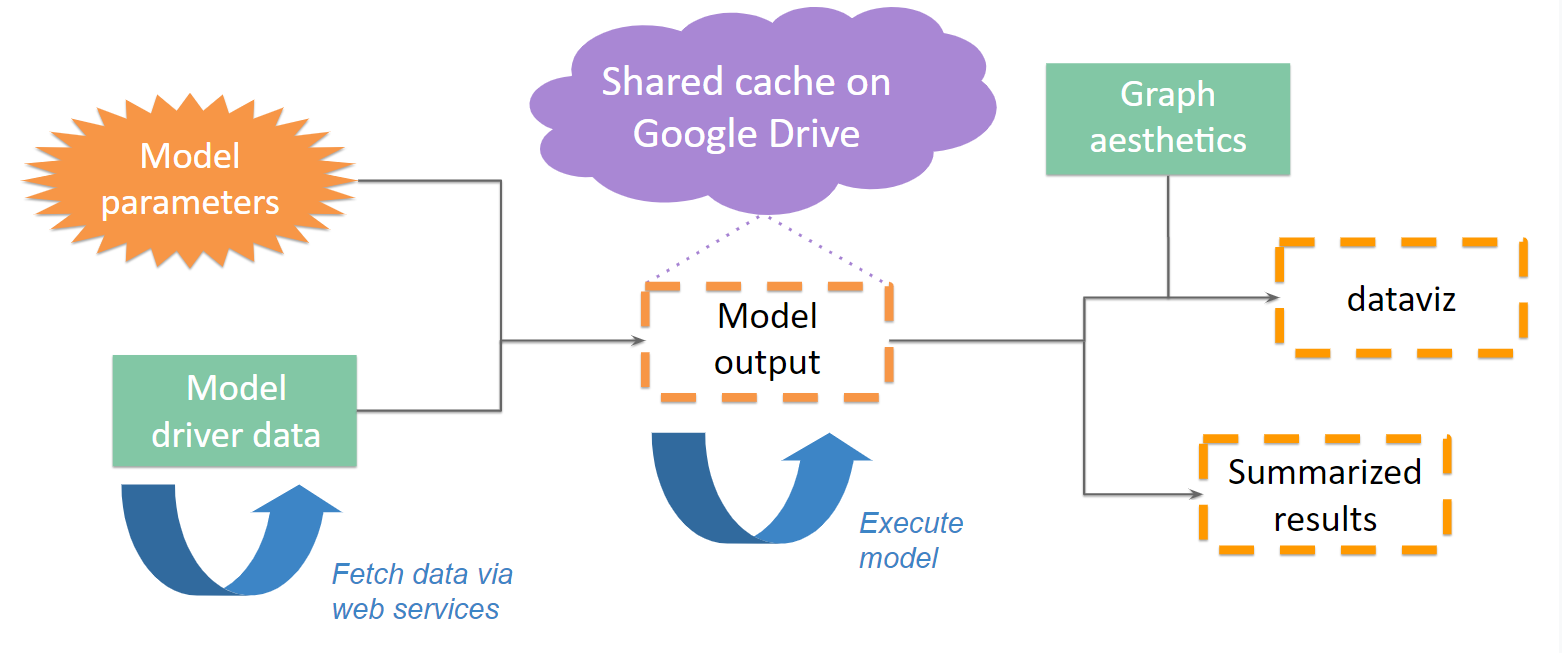 Shared cache on
Google Drive
Graph
aesthetics
Model
parameters
dataviz
Model
output
Model
driver data
Summarized
results
Execute
model
Fetch data via
web services